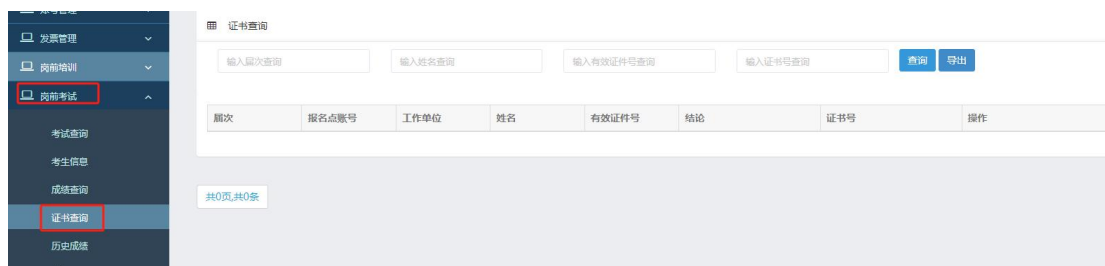 发票管理
岗前培训
岗前考试
考试查询
考生信息
成绩查询
证书查询
历史成绩
证书查询
输入届次查询 输入姓名查询 输入有效证件号查询 输入证书号查询 查询 导出
届次 报名点账号 工作单位 姓名 有效证件号 结论 证书号 操作
共0页,共0条